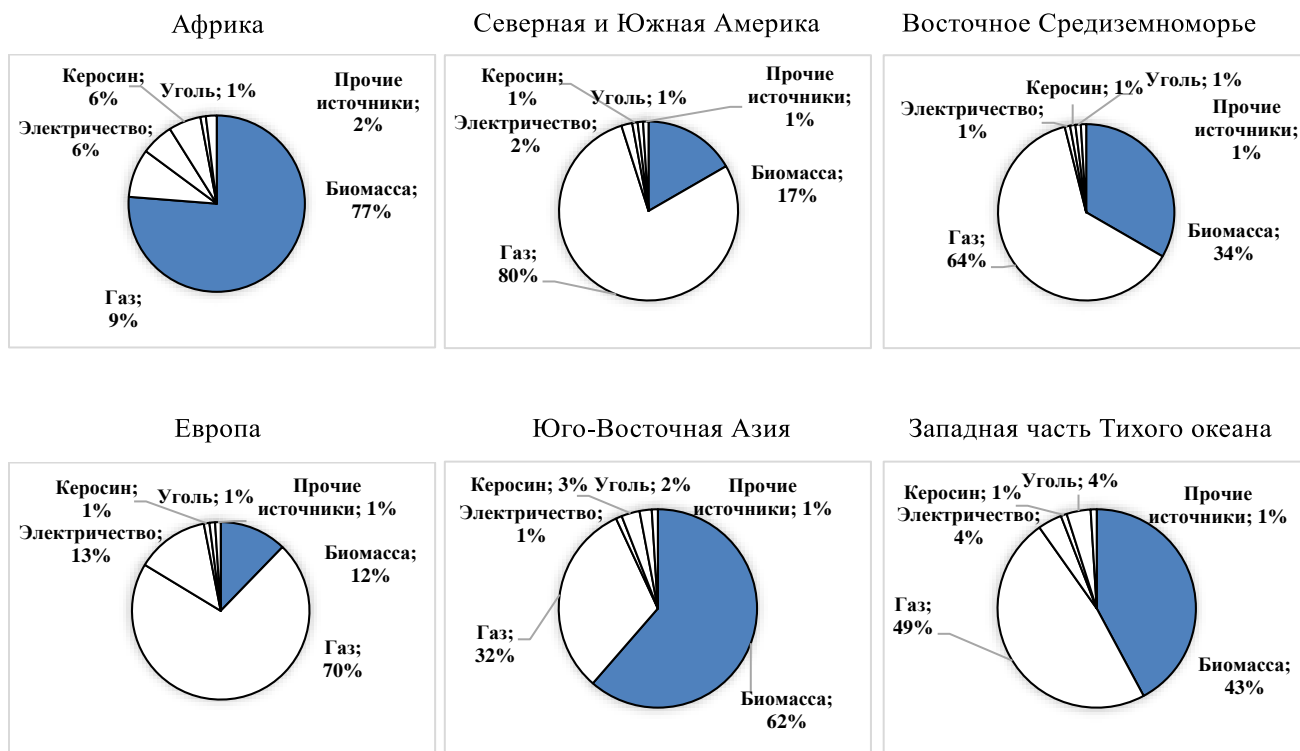 Африка
Керосин;
6%
Уголь; 1%
Прочие
источники;
2%
Электричество;
6%
Биомасса;
77%
Газ;
9%
Северная и Южная Америка
Керосин;
1%
Уголь; 1%
Прочие
источники;
1%
Электричество;
2%
Биомасса;
17%
Газ;
80%
Восточное Средиземноморье
Керосин; 1%
Уголь; 1%
Электричество;
1%
Прочие
источники;
1%
Биомасса;
34%
Газ;
64%
Европа
Керосин;
1%
Уголь; 1%
Прочие
источники; 1%
Электричество;
13%
Биомасса;
12%
Газ;
70%
Юго-Восточная Азия
Керосин; 3%
Уголь; 2%
Прочие
источники; 1%
Электричество;
1%
Газ;
32%
Биомасса;
62%
Западная часть Тихого океана
Уголь; 4%
Керосин; 1%
Прочие
источники; 1%
Электричество;
4%
Газ;
49%
Биомасса;
43%